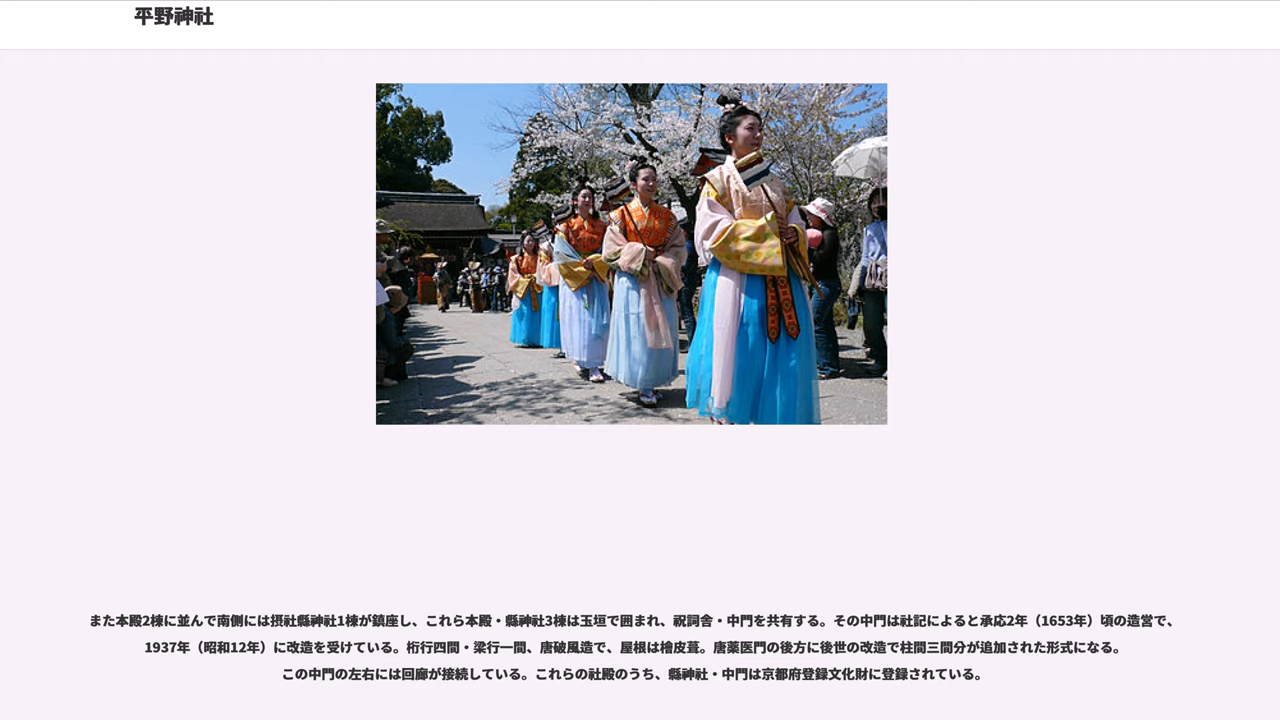 平野神社
また本殿2棟に並んで南側には摂社縣神社1棟が鎮座し、これら本殿・縣神社3棟は玉垣で囲まれ、祝詞舎・中門を共有する。その中門は社記によると承応2年（1653年）頃の造営で、
1937年（昭和12年）に改造を受けている。桁行四間・梁行一間、唐破風造で、屋根は檜皮葺。唐薬医門の後方に後世の改造で柱間三間分が追加された形式になる。
この中門の左右には回廊が接続している。これらの社殿のうち、縣神社・中門は京都府登録文化財に登録されている。